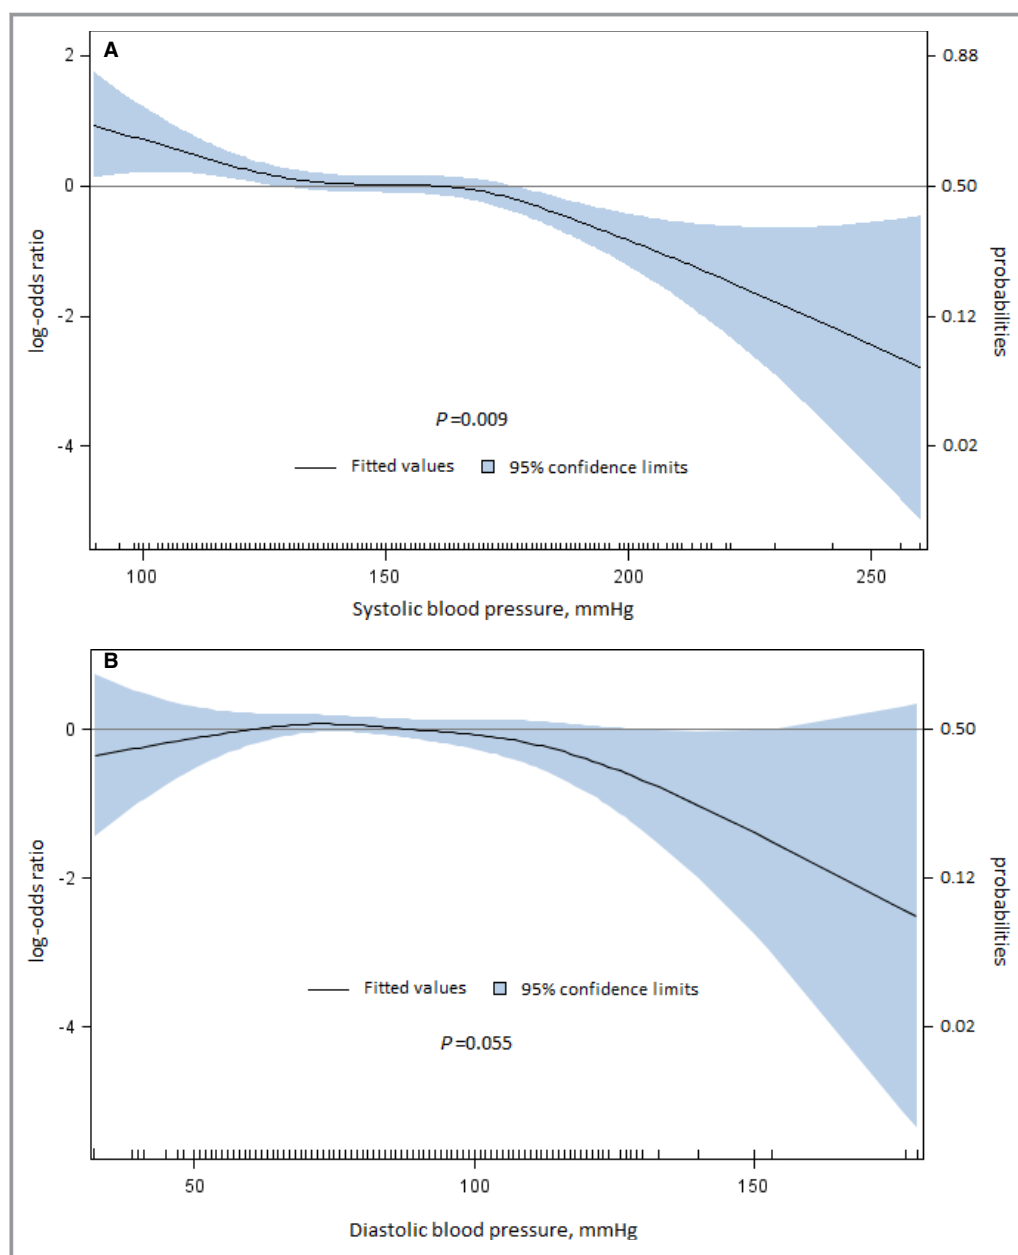 A
2
0.88
0
0.50
log-odds ratio
probabilities
-2
0.12
P=0.009
-4
0.02
Fitted values
95% confidence limits
100
150
200
250
Systolic blood pressure, mmHg
B
0
0.50
log-odds ratio
probabilities
-2
0.12
Fitted values
95% confidence limits
-4
0.02
P=0.055
50
100
150
Diastolic blood pressure, mmHg